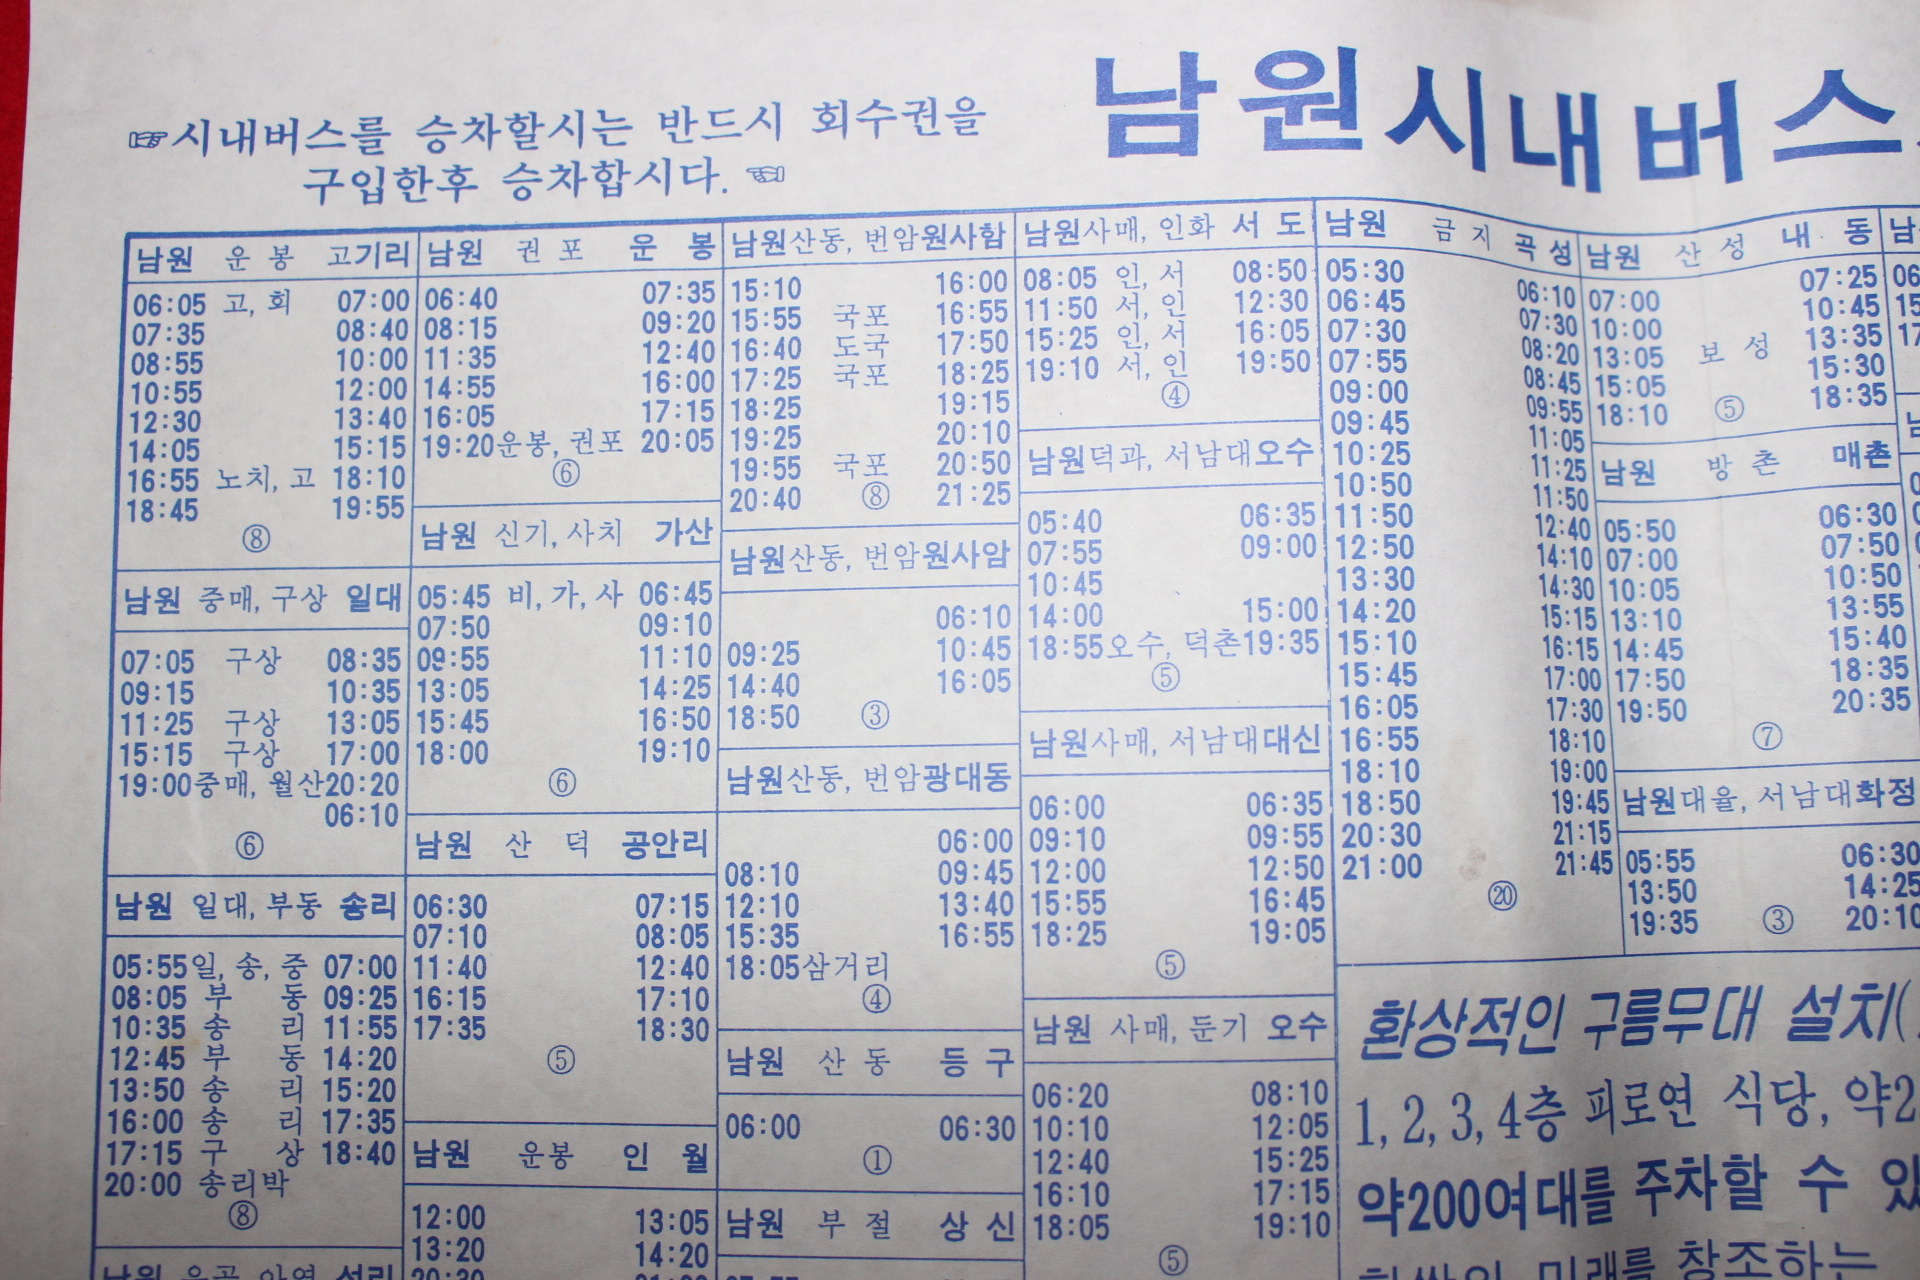 남원시내버스
☞시내버스를 승차할시는 반드시 회수권을
구입한후 승차합시다.☜
남원 운봉 고기리
06:05 고, 회 07:00
07:35 08:40
08:55 10:00
10:55 12:00
12:30 13:40
14:05 15:15
16:55 노치, 고 18:10
18:45 19:55
⑧
남원 중매, 구상 일대
07:05 구상 08:35
09:15 10:35
11:25 구상 13:05
15:15 구상 17:00
19:00 중매, 월산 20:20
06:10
⑥
남원 일대, 부동 송리
05:55 일, 송, 중 07:00
08:05 부 동 09:25
10:35 송 리 11:55
12:45 부 동 14:20
13:50 송 리 15:20
16:00 송 리 17:35
17:15 구 상 18:40
20:00 송리박
⑧
남원 권포 운봉
06:40 07:35
08:15 09:20
11:35 12:40
14:55 16:00
16:05 17:15
19:20 운봉, 권포 20:05
⑥
남원 신기, 사치 가산
05:45 비, 가, 사 06:45
07:50 09:10
09:55 11:10
13:05 14:25
15:45 16:50
18:00 19:10
⑥
남원 산덕 공안리
06:30 07:15
07:10 08:05
11:40 12:40
16:15 17:10
17:35 18:30
⑤
남원 운봉 인월
12:00 13:05
13:20 14:20
남원 산동, 번암 원사함
15:10 16:00
15:55 국포 16:55
16:40 도국 17:50
17:25 국포 18:25
18:25 19:15
19:25 20:10
19:55 국포 20:50
20:40 ⑧ 21:25
남원 산동, 번암 원사암
06:10
09:25 10:45
14:40 16:05
18:50 ③
남원 산동, 번암 광대동
06:00
08:10 09:45
12:10 13:40
15:35 16:55
18:05 삼거리
④
남원 산동 등구
06:00 06:30
①
남원 부절 상신
남원 사매, 인화 서도
08:05 인, 서 08:50
11:50 서, 인 12:30
15:25 인, 서 16:05
19:10 서, 인 19:50
④
남원 덕과, 서남대 오수
05:40 06:35
07:55 09:00
10:45
14:00 15:00
18:55 오수, 덕촌 19:35
⑤
남원 사매, 서남대 대신
06:00 06:35
09:10 09:55
12:00 12:50
15:55 16:45
18:25 19:05
⑤
남원 사매, 둔기 오수
06:20 08:10
10:10 12:05
12:40 15:25
16:10 17:15
18:05 19:10
⑤
남원 금지 곡성
05:30 06:10
06:45 07:30
07:30 08:20
07:55 08:45
09:00 09:55
09:45 11:05
10:25 11:25
10:50 11:50
11:50 12:40
12:50 14:10
13:30 14:30
14:20 15:15
15:10 16:15
15:45 17:00
16:05 17:30
16:55 18:10
18:10 19:00
18:50 19:45
20:30 21:15
21:00 21:45
⑳
남원 산성 내동
07:00 07:25
10:00 10:45
13:05 보성 13:35
15:05 15:30
18:10 ⑤ 18:35
남원 방촌 매촌
05:50 06:30
07:00 07:50
10:05 10:50
13:10 13:55
14:45 15:40
17:50 18:35
19:50 20:35
⑦
남원 대율, 서남대 화정
05:55 06:30
13:50 14:25
19:35 ③ 20:10
환상적인 구름무대 설치(
1, 2, 3, 4층 피로연 식당, 약2
약200여대를 주차할 수 있